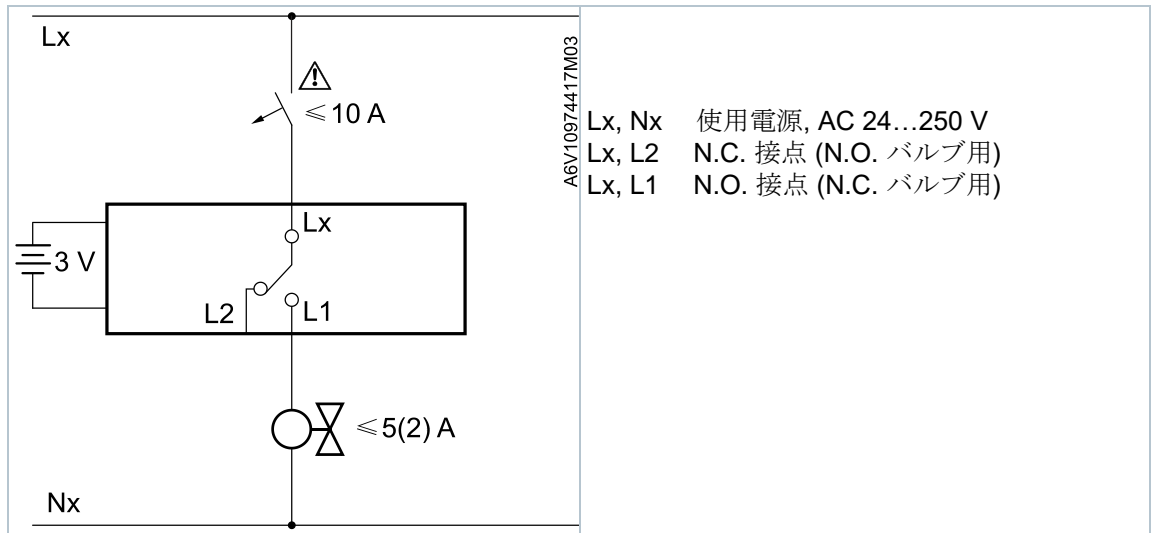 Lx
≤ 10 A
Lx
3 V
L2
L1
≤ 5(2) A
Nx
A6V10974417M03
Lx, Nx 使用電源, AC 24…250 V
Lx, L2 N.C. 接点 (N.O. バルブ用)
Lx, L1 N.O. 接点 (N.C. バルブ用)